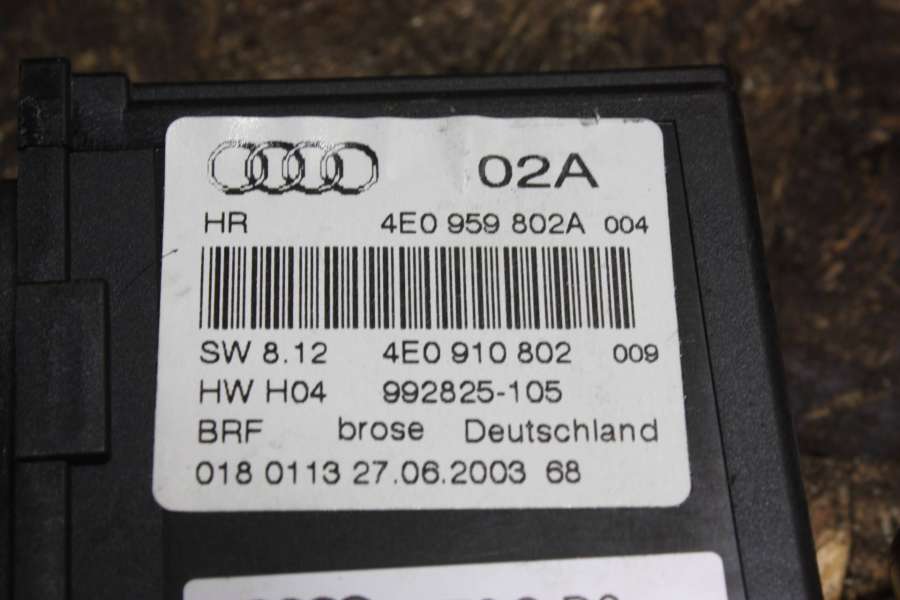 02A
HR 4E0 959 802A 004
SW 8.12 4E0 910 802 009
HW H04 992825-105
BRF brose Deutschland
018 0113 27.06.2003 68